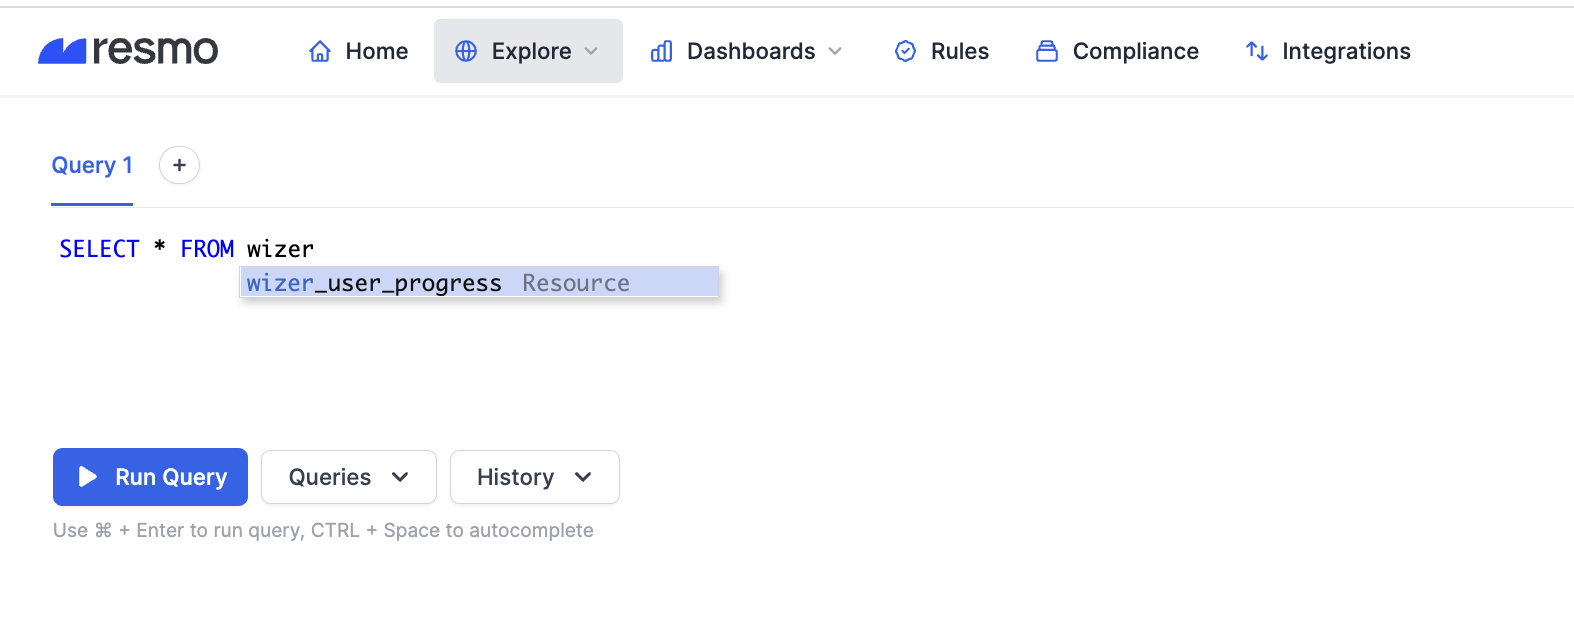 resmo Home Explore Dashboards Rules Compliance Integrations
Query 1 +
SELECT * FROM wizer
wizer_user_progress Resource
Run Query Queries History
Use ⌘ + Enter to run query, CTRL + Space to autocomplete